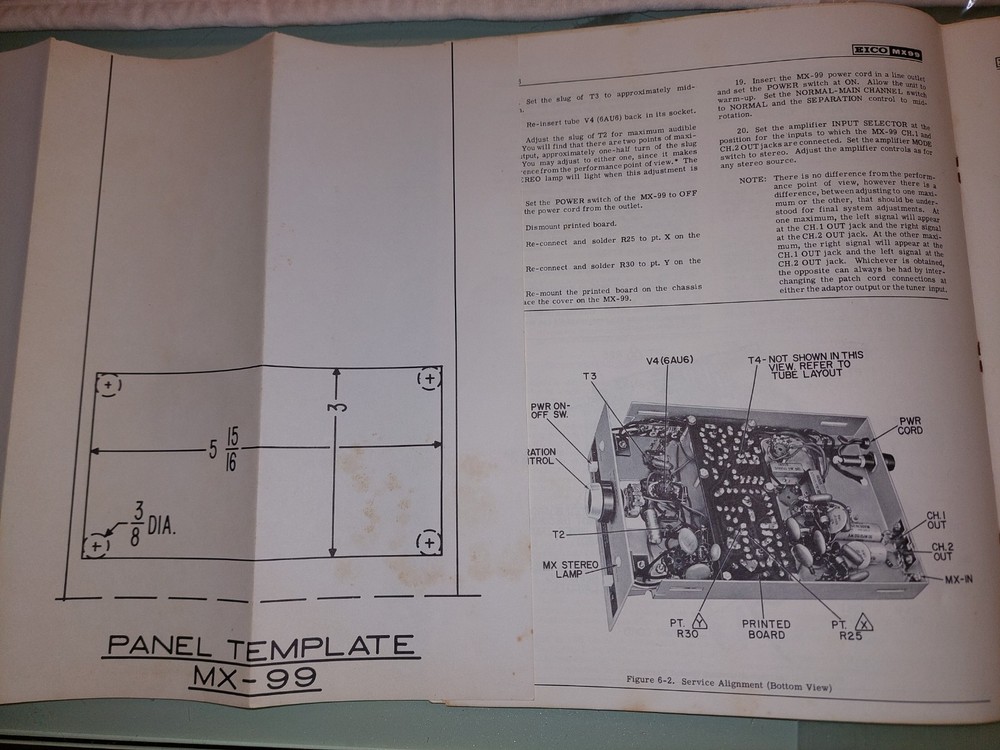 3
5 15/16
3/8 DIA.
PANEL TEMPLATE
MX-99
EICO MX99
Set the slug of T3 to approximately mid-
Re-insert tube V4 (6AU6) back in its socket.
Adjust the slug of T2 for maximum audible
You will find that there are two points of maxi-
approximately one-half turn of the slug
You may adjust to either one, since it makes
from the performance point of view.* The
lamp will light when this adjustment is
Set the POWER switch of the MX-99 to OFF
the power cord from the outlet.
Dismount printed board.
Re-connect and solder R25 to pt. X on the
Re-connect and solder R30 to pt. Y on the
Re-mount the printed board on the chassis
the cover on the MX-99.
19. Insert the MX-99 power cord in a line outlet
and set the POWER switch at ON. Allow the unit to
warm-up. Set the NORMAL-MAIN CHANNEL switch
to NORMAL and the SEPARATION control to mid-
rotation.
20. Set the amplifier INPUT SELECTOR at the
position for the inputs to which the MX-99 CH.1 and
CH.2 OUT jacks are connected. Set the amplifier MODE
switch to stereo. Adjust the amplifier controls as for
any stereo source.
NOTE: There is no difference from the perform-
ance point of view, however there is a
difference, between adjusting to one maxi-
mum or the other, that should be under-
stood for final system adjustments. At
one maximum, the left signal will appear
at the CH.1 OUT jack and the right signal
at the CH.2 OUT jack. At the other maxi-
mum, the right signal will appear at the
CH.1 OUT jack and the left signal at the
CH.2 OUT jack. Whichever is obtained,
the opposite can always be had by inter-
changing the patch cord connections at
either the adaptor output or the tuner input.
V4 (6AU6)
T4-NOT SHOWN IN THIS
VIEW. REFER TO
TUBE LAYOUT
T3
PWR ON-
OFF SW.
PWR
CORD
T2
MX STEREO
LAMP
CH.1
OUT
CH.2
OUT
MX-IN
PT. Y
R30
PRINTED
BOARD
PT. X
R25
Figure 6-2. Service Alignment (Bottom View)